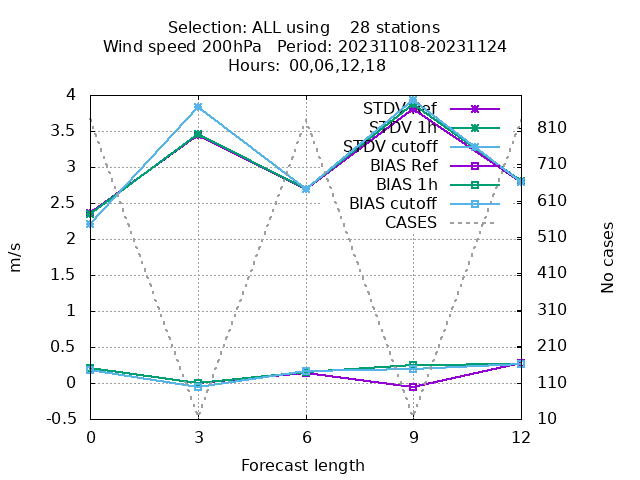 Selection: ALL using 28 stations
Wind speed 200hPa Period: 20231108-20231124
Hours: 00,06,12,18
4
3.5
3
2.5
2
1.5
1
0.5
0
-0.5
m/s
STDV Ref
STDV 1h
STDV cutoff
BIAS Ref
BIAS 1h
BIAS cutoff
CASES
810
710
610
510
410
310
210
110
10
No cases
0 3 6 9 12
Forecast length